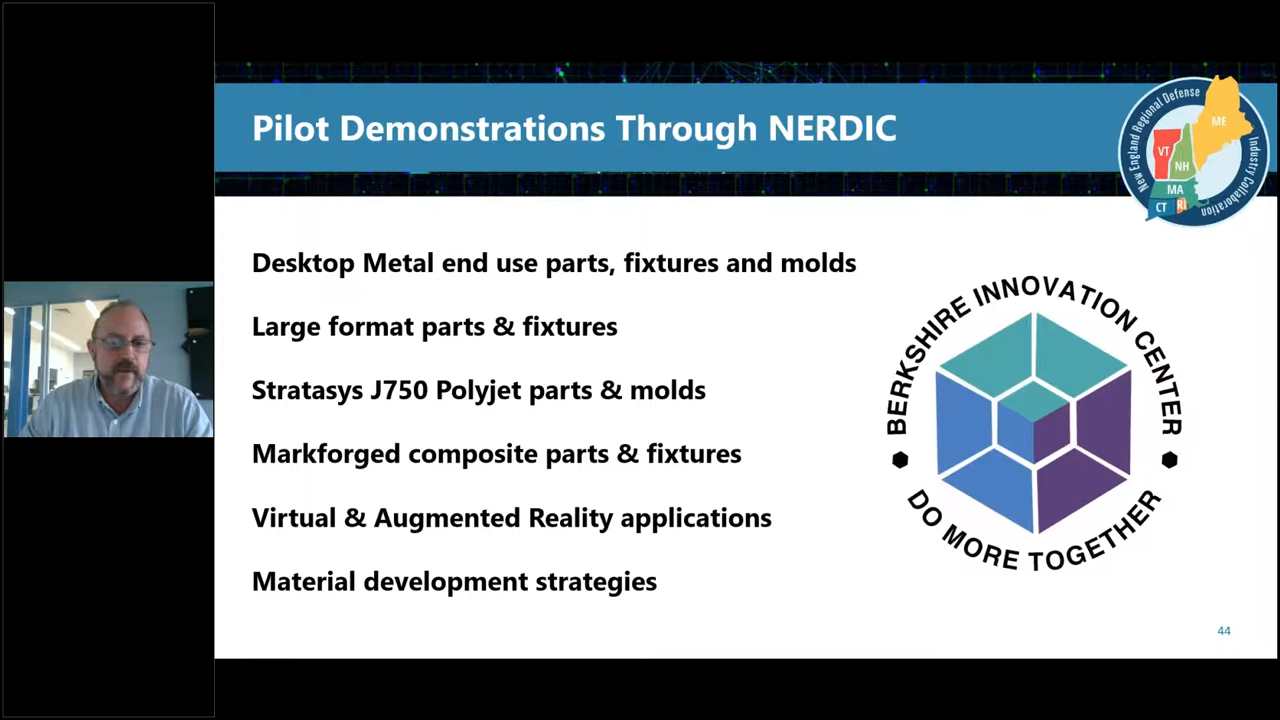 Pilot Demonstrations Through NERDIC
New England Regional Defense
Industry Collaboration
ME
VT
NH
MA
CT
RI
Desktop Metal end use parts, fixtures and molds
Large format parts & fixtures
Stratasys J750 Polyjet parts & molds
Markforged composite parts & fixtures
Virtual & Augmented Reality applications
Material development strategies
BERKSHIRE INNOVATION CENTER
DO MORE TOGETHER
44